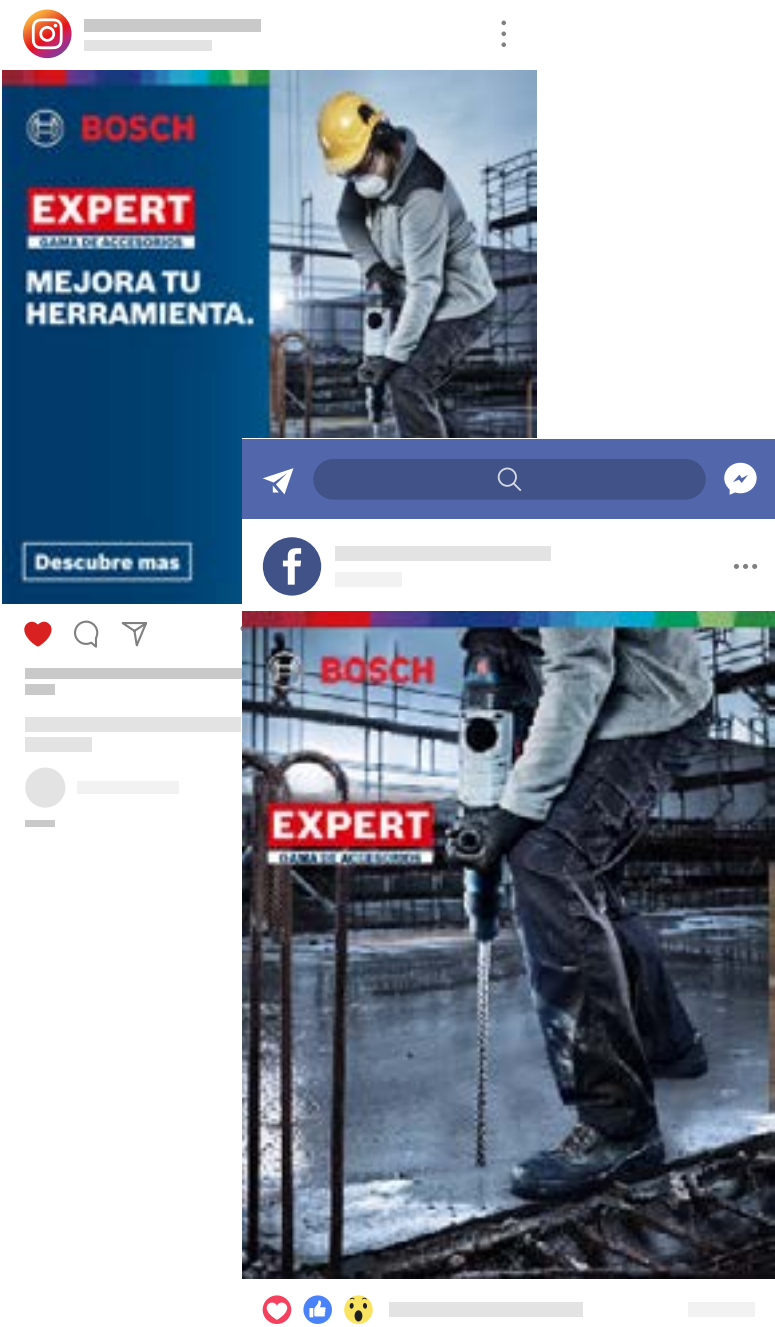 BOSCH
EXPERT
GAMA DE ACCESORIOS
MEJORA TU
HERRAMIENTA.
Descubre mas
BOSCH
EXPERT
GAMA DE ACCESORIOS